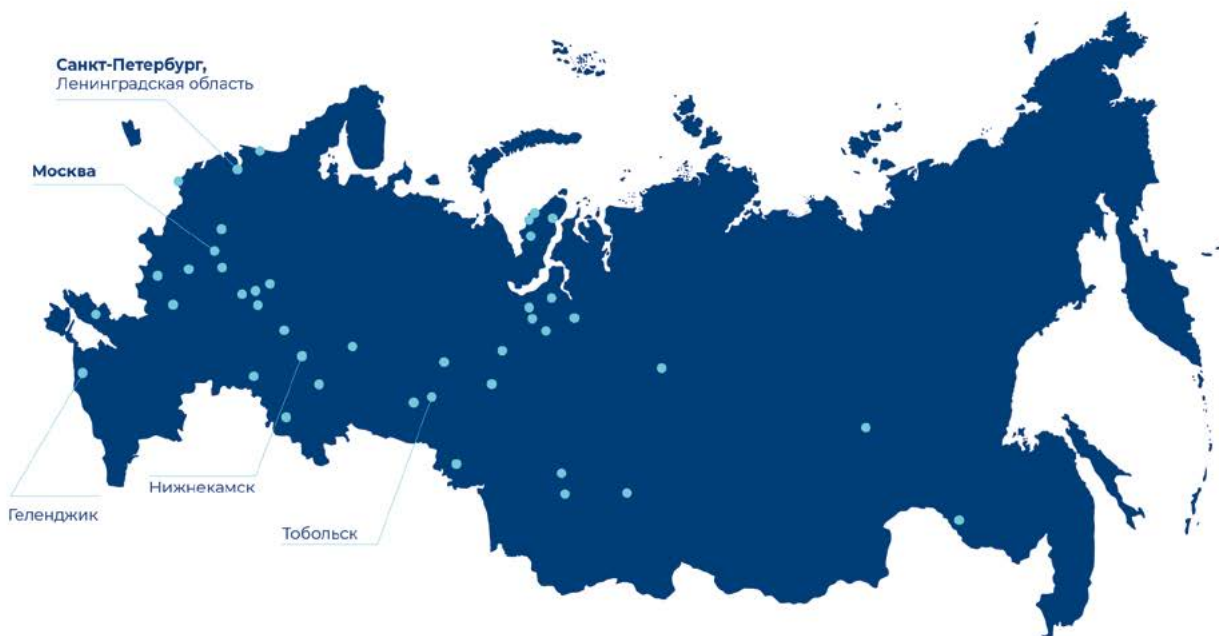 Санкт-Петербург,
Ленинградская область
Москва
Нижнекамск
Геленджик
Тобольск